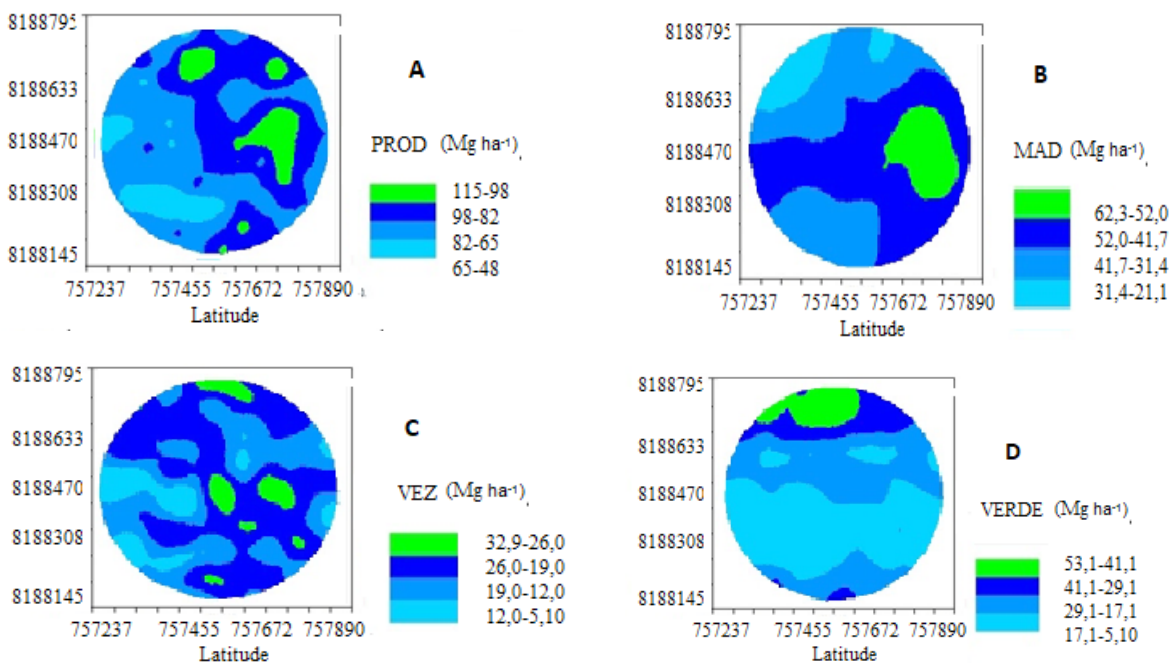 8188795
8188633
8188470
8188308
8188145
757237 757455 757672 757890
Latitude
A
PROD (Mg ha⁻¹)
115-98
98-82
82-65
65-48
8188795
8188633
8188470
8188308
8188145
757237 757455 757672 757890
Latitude
B
MAD (Mg ha⁻¹)
62,3-52,0
52,0-41,7
41,7-31,4
31,4-21,1
8188795
8188633
8188470
8188308
8188145
757237 757455 757672 757890
Latitude
C
VEZ (Mg ha⁻¹)
32,9-26,0
26,0-19,0
19,0-12,0
12,0-5,10
8188795
8188633
8188470
8188308
8188145
757237 757455 757672 757890
Latitude
D
VERDE (Mg ha⁻¹)
53,1-41,1
41,1-29,1
29,1-17,1
17,1-5,10